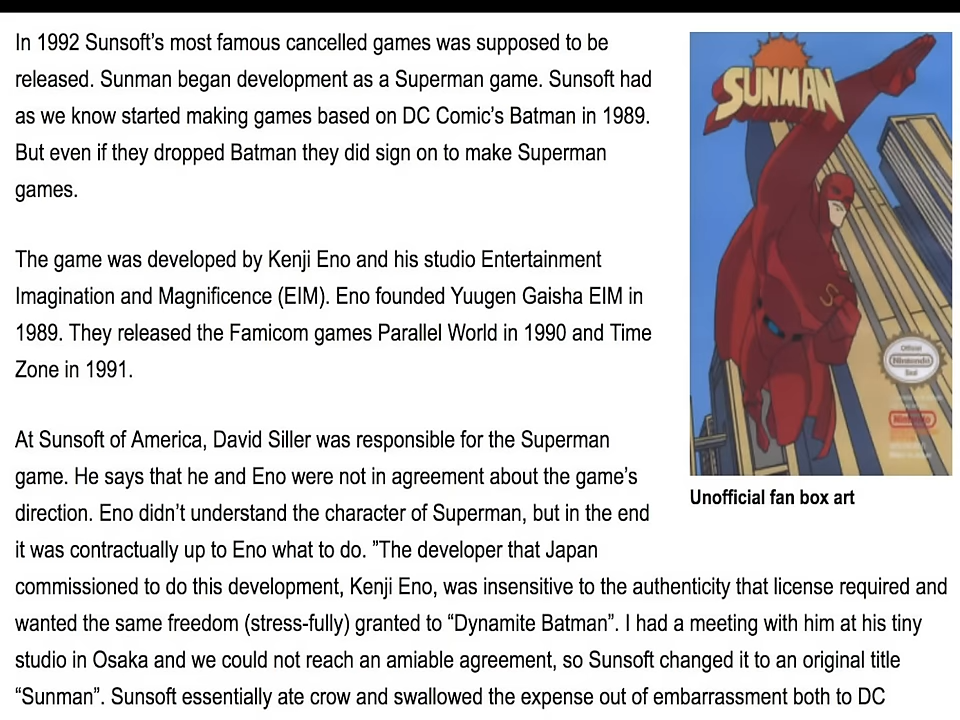 In 1992 Sunsoft’s most famous cancelled games was supposed to be
released. Sunman began development as a Superman game. Sunsoft had
as we know started making games based on DC Comic’s Batman in 1989.
But even if they dropped Batman they did sign on to make Superman
games.
The game was developed by Kenji Eno and his studio Entertainment
Imagination and Magnificence (EIM). Eno founded Yuugen Gaisha EIM in
1989. They released the Famicom games Parallel World in 1990 and Time
Zone in 1991.
At Sunsoft of America, David Siller was responsible for the Superman
game. He says that he and Eno were not in agreement about the game’s
direction. Eno didn’t understand the character of Superman, but in the end
it was contractually up to Eno what to do. ”The developer that Japan
commissioned to do this development, Kenji Eno, was insensitive to the authenticity that license required and
wanted the same freedom (stress-fully) granted to “Dynamite Batman”. I had a meeting with him at his tiny
studio in Osaka and we could not reach an amiable agreement, so Sunsoft changed it to an original title
“Sunman”. Sunsoft essentially ate crow and swallowed the expense out of embarrassment both to DC
SUNMAN
S
Official
Nintendo
Seal
Nintendo
Unofficial fan box art